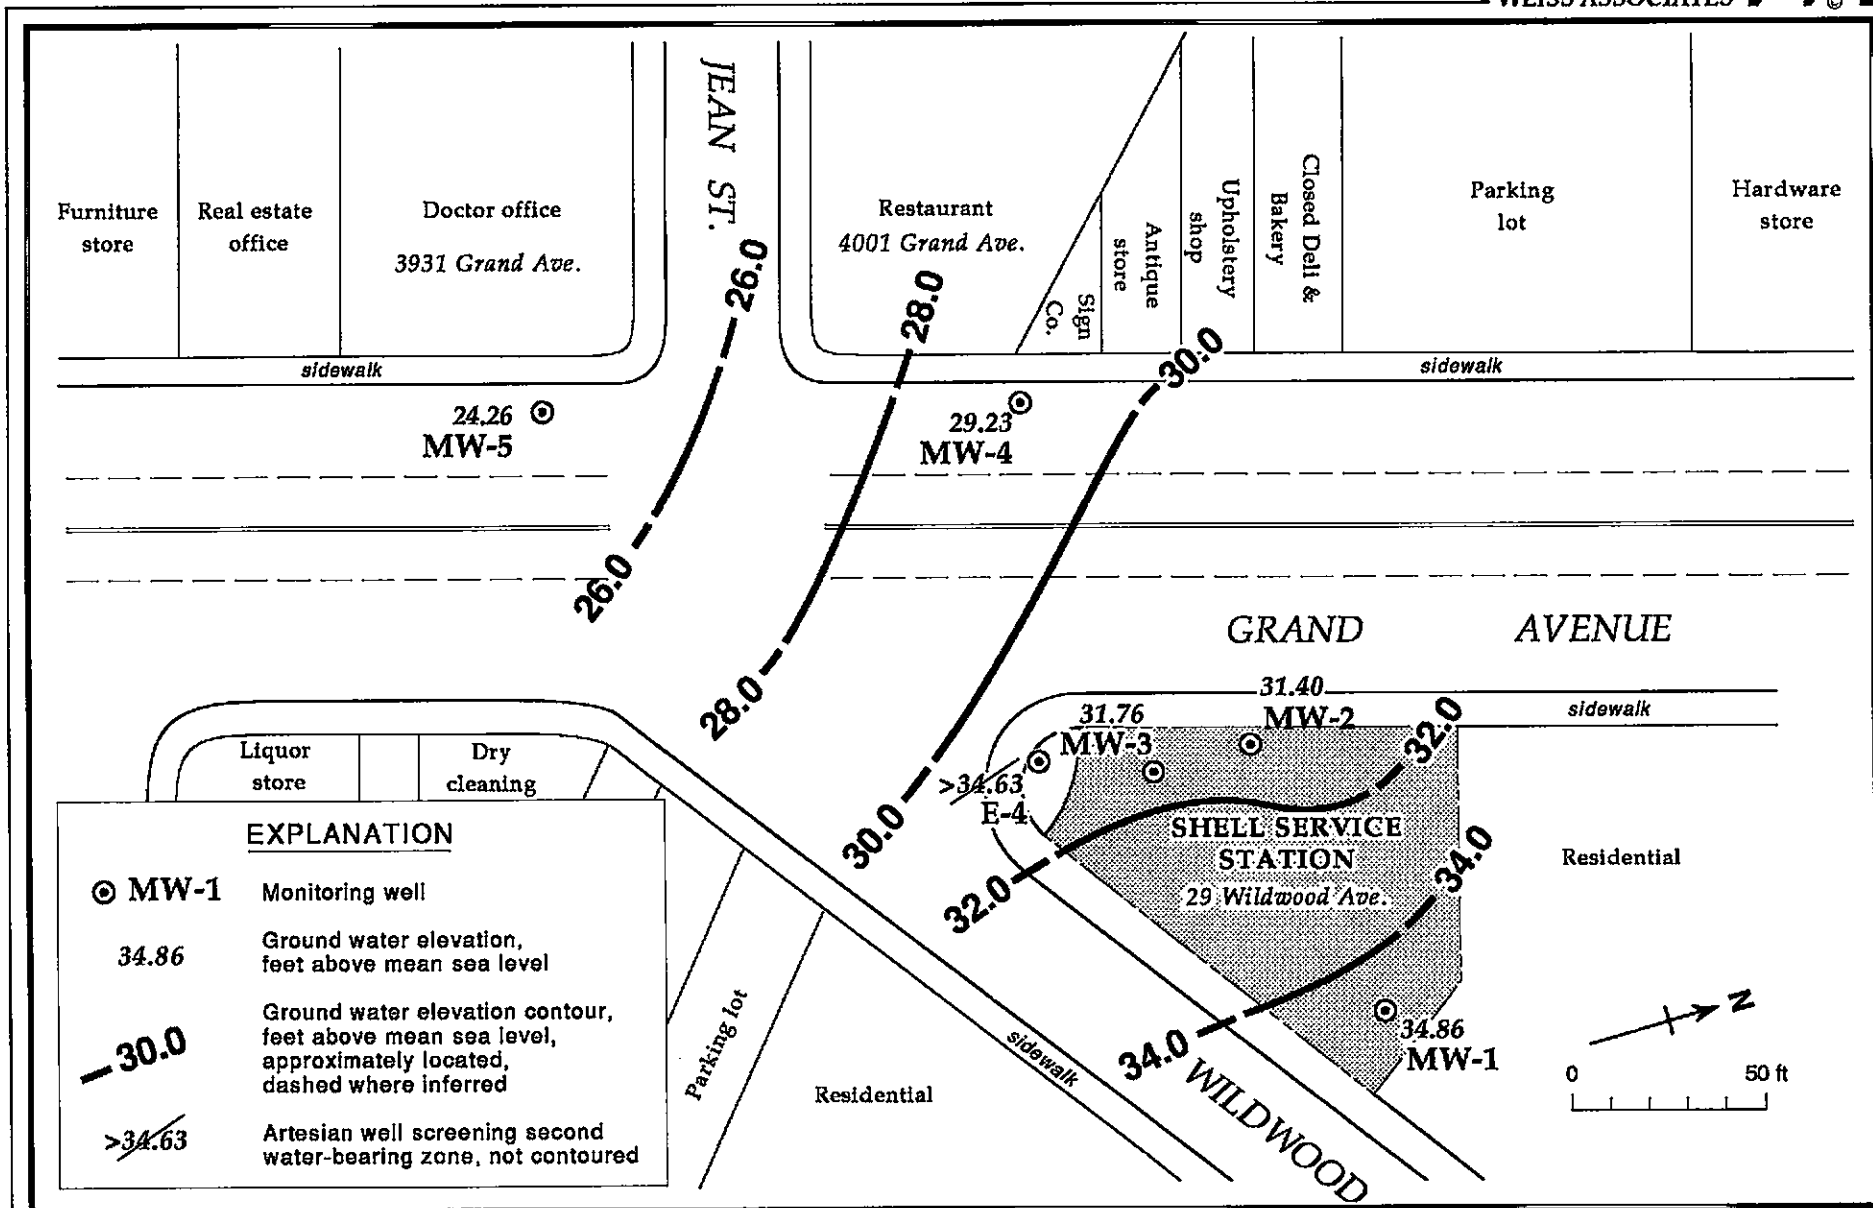 WEISS ASSOCIATES
©
JEAN ST.
Furniture
store
Real estate
office
Doctor office
3931 Grand Ave.
Restaurant
4001 Grand Ave.
Sign
Co.
Antique
store
Upholstery
shop
Closed Deli &
Bakery
Parking
lot
Hardware
store
26.0
28.0
30.0
sidewalk
sidewalk
24.26
MW-5
29.23
MW-4
26.0
28.0
30.0
GRAND AVENUE
31.40
MW-2
31.76
MW-3
>34.63
E-4
32.0
sidewalk
Liquor
store
Dry
cleaning
SHELL SERVICE
STATION
29 Wildwood Ave.
32.0
34.0
Residential
34.86
MW-1
34.0
WILDWOOD
sidewalk
Parking lot
Residential
N
0 50 ft
EXPLANATION
MW-1 Monitoring well
34.86 Ground water elevation,
feet above mean sea level
30.0 Ground water elevation contour,
feet above mean sea level,
approximately located,
dashed where inferred
>34.63 Artesian well screening second
water-bearing zone, not contoured